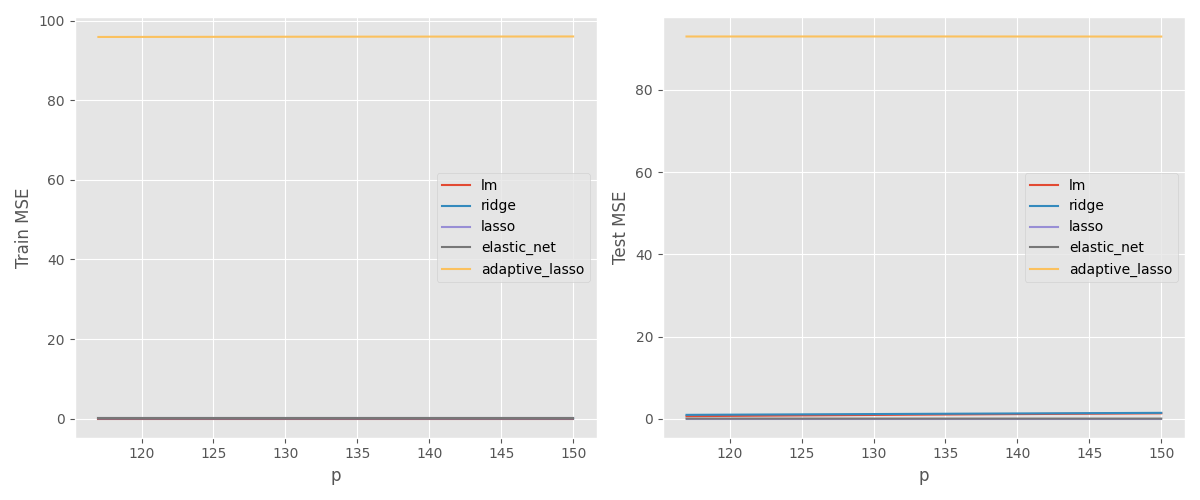 100
80
60
40
20
0
Train MSE
120
125
130
135
140
145
150
p
lm
ridge
lasso
elastic_net
adaptive_lasso
80
60
40
20
0
Test MSE
120
125
130
135
140
145
150
p
lm
ridge
lasso
elastic_net
adaptive_lasso